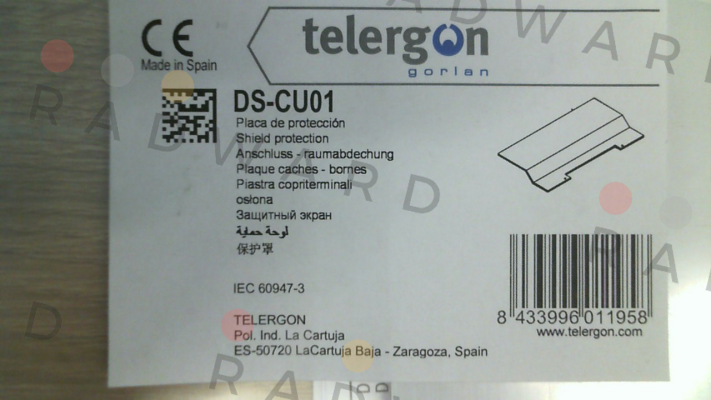 CE
Made in Spain
telergon
gorlan
DS-CU01
Placa de protección
Shield protection
Anschluss - raumabdechung
Plaque caches - bornes
Piastra copriterminali
osłona
Защитный экран
لوحة حماية
保护罩
IEC 60947-3
8 433996 011958
www.telergon.com
TELERGON
Pol. Ind. La Cartuja
ES-50720 LaCartuja Baja - Zaragoza, Spain
RADWARD